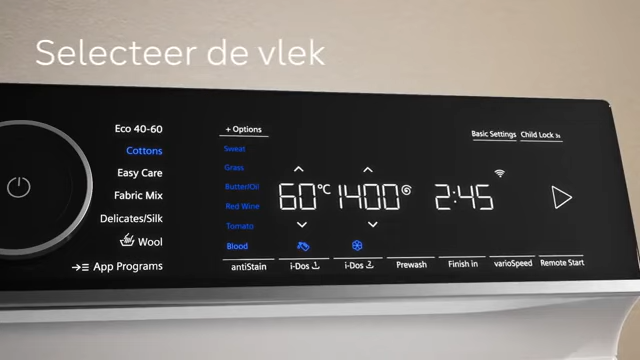 Selecteer de vlek
Eco 40-60
Cottons
Easy Care
Fabric Mix
Delicates/Silk
Wool
App Programs
+ Options
Sweat
Grass
Butter/Oil
Red Wine
Tomato
Blood
antiStain
60°C 1400 2:45
i-Dos 1
i-Dos 2
Prewash
Finish in
varioSpeed
Remote Start
Basic Settings
Child Lock 3s